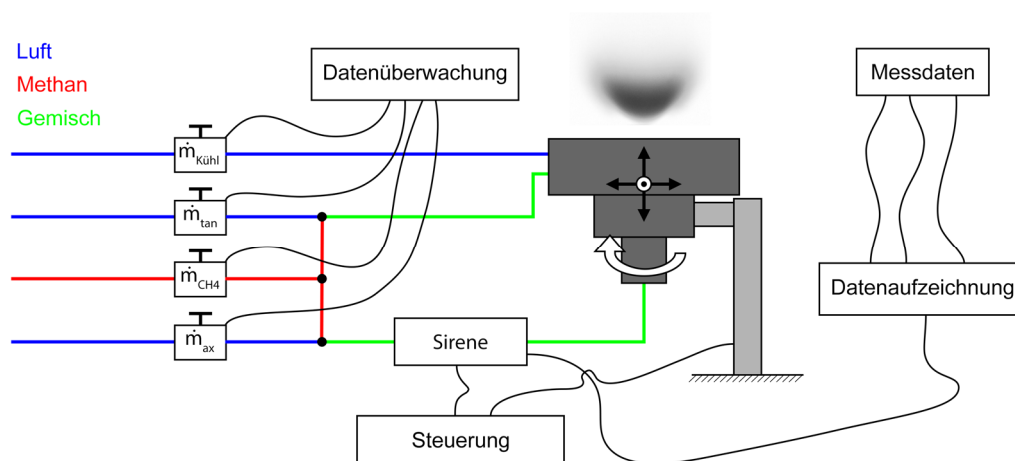 Luft
Methan
Gemisch
Datenüberwachung
Messdaten
ṁKühl
ṁtan
ṁCH4
ṁax
Datenaufzeichnung
Sirene
Steuerung